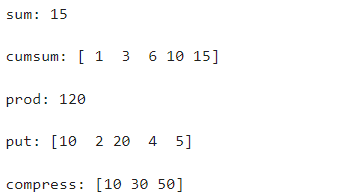 sum: 15
cumsum: [ 1  3  6 10 15]
prod: 120
put: [10  2 20  4  5]
compress: [10 30 50]